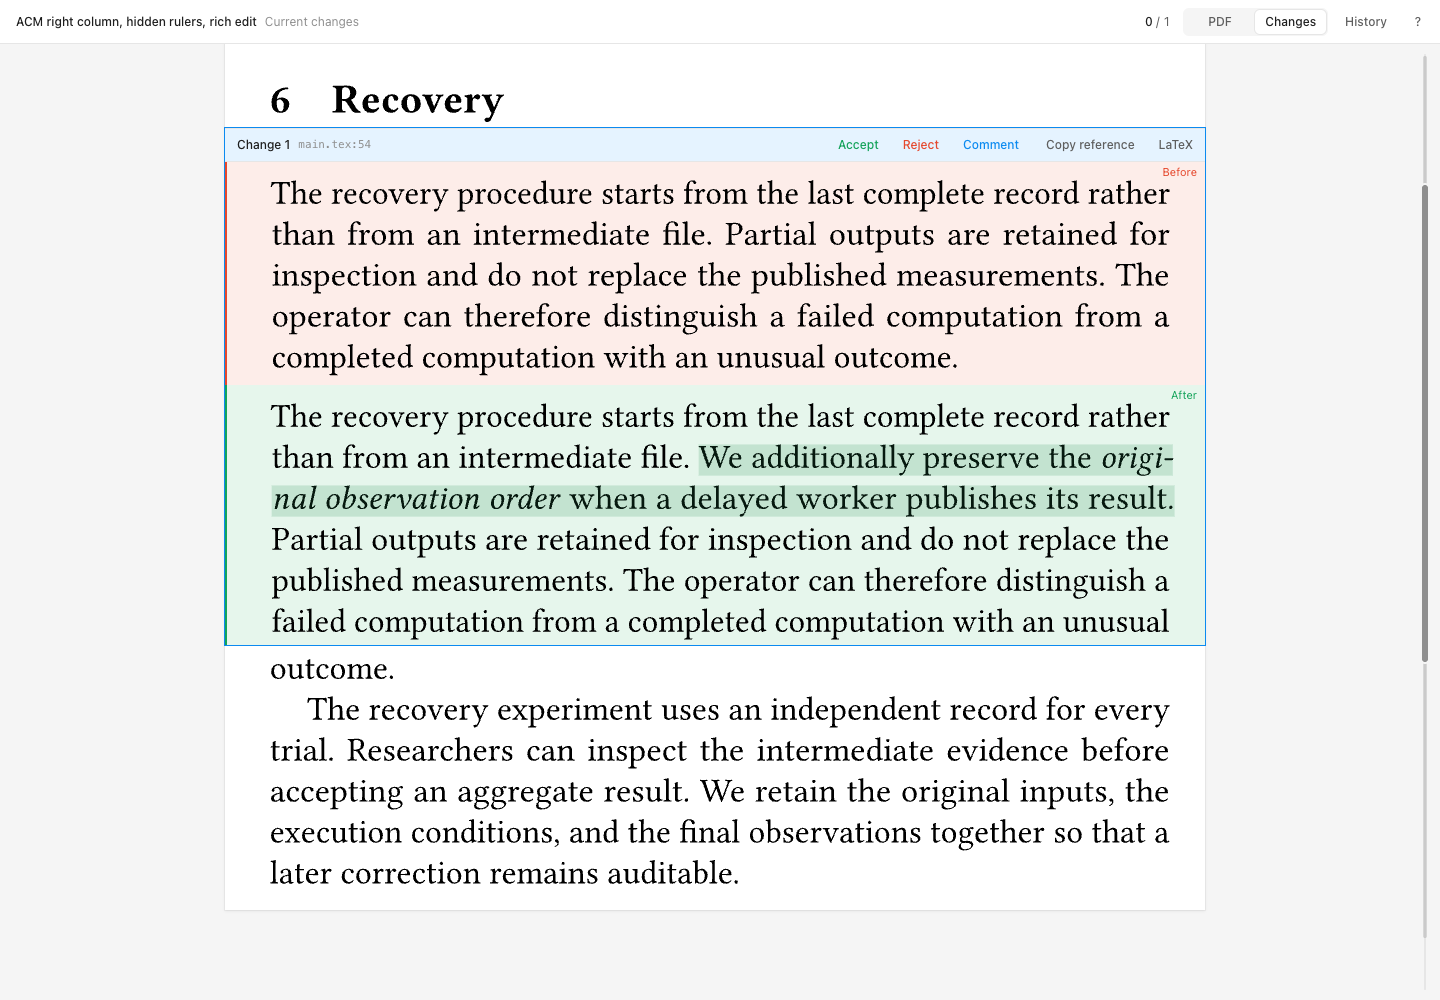 ACM right column, hidden rulers, rich edit Current changes 0 / 1 PDF Changes History ?
6 Recovery
Change 1 main.tex:54 Accept Reject Comment Copy reference LaTeX
Before
The recovery procedure starts from the last complete record rather
than from an intermediate file. Partial outputs are retained for
inspection and do not replace the published measurements. The
operator can therefore distinguish a failed computation from a
completed computation with an unusual outcome.
After
The recovery procedure starts from the last complete record rather
than from an intermediate file. We additionally preserve the origi-
nal observation order when a delayed worker publishes its result.
Partial outputs are retained for inspection and do not replace the
published measurements. The operator can therefore distinguish a
failed computation from a completed computation with an unusual
outcome.
The recovery experiment uses an independent record for every
trial. Researchers can inspect the intermediate evidence before
accepting an aggregate result. We retain the original inputs, the
execution conditions, and the final observations together so that a
later correction remains auditable.